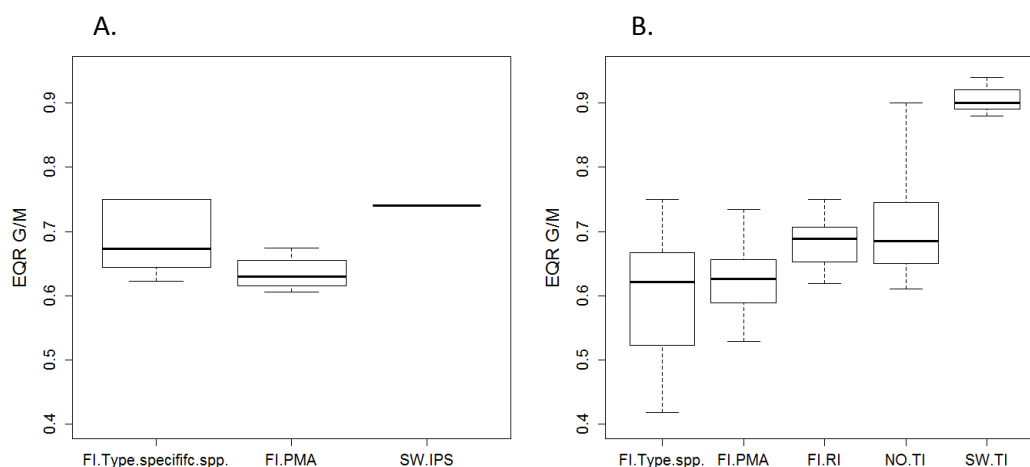 A.
EQR G/M
0.9
0.8
0.7
0.6
0.5
0.4
FI.Type.specififc.spp. FI.PMA SW.IPS
B.
EQR G/M
0.9
0.8
0.7
0.6
0.5
0.4
FI.Type.spp. FI.PMA FI.RI NO.TI SW.TI